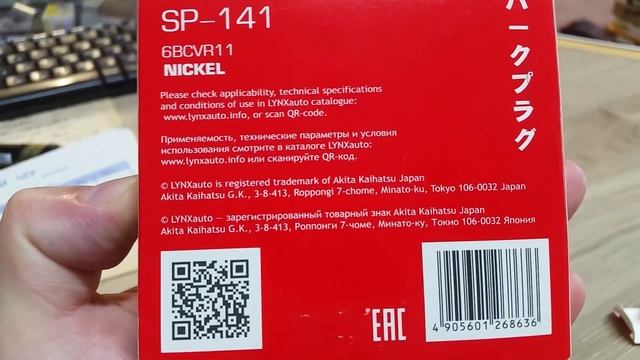 SP-141
6BCVR11
NICKEL
Please check applicability, technical specifications
and conditions of use in LYNXauto catalogue:
www.lynxauto.info, or scan QR-code.
Применяемость, технические параметры и условия
использования смотрите в каталоге LYNXauto:
www.lynxauto.info или сканируйте QR-код.
© LYNXauto is registered trademark of Akita Kaihatsu Japan
Akita Kaihatsu G.K., 3-8-413, Roppongi 7-chome, Minato-ku, Tokyo 106-0032 Japan
© LYNXauto — зарегистрированный товарный знак Akita Kaihatsu Japan
Akita Kaihatsu G.K., 3-8-413, Роппонги 7-чоме, Минато-ку, Токио 106-0032 Япония
EAC
4 905601 268636
ークプラグ